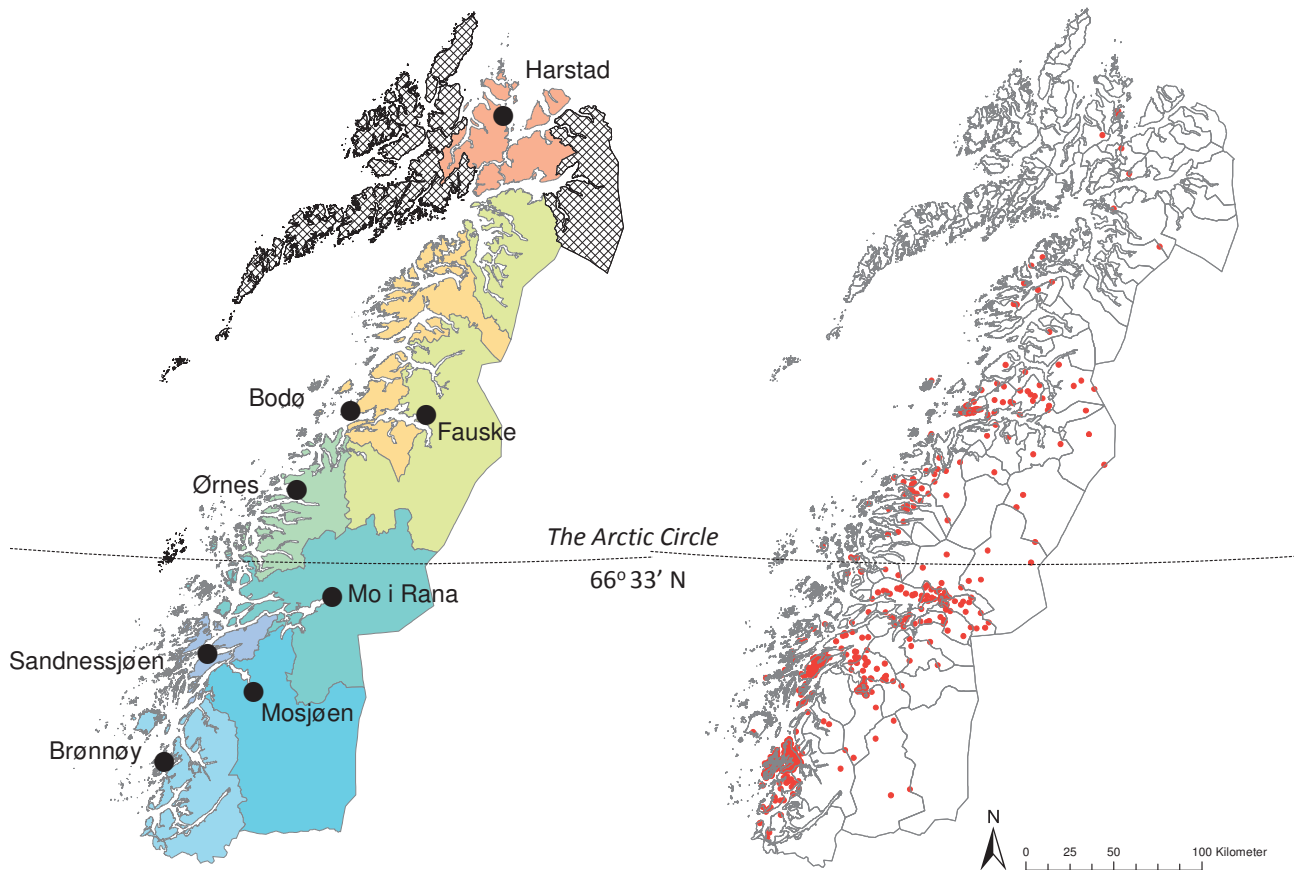 Harstad
Bodø
Fauske
Ørnes
The Arctic Circle
66° 33' N
Mo i Rana
Sandnessjøen
Mosjøen
Brønnøy
N
0 25 50 100 Kilometer